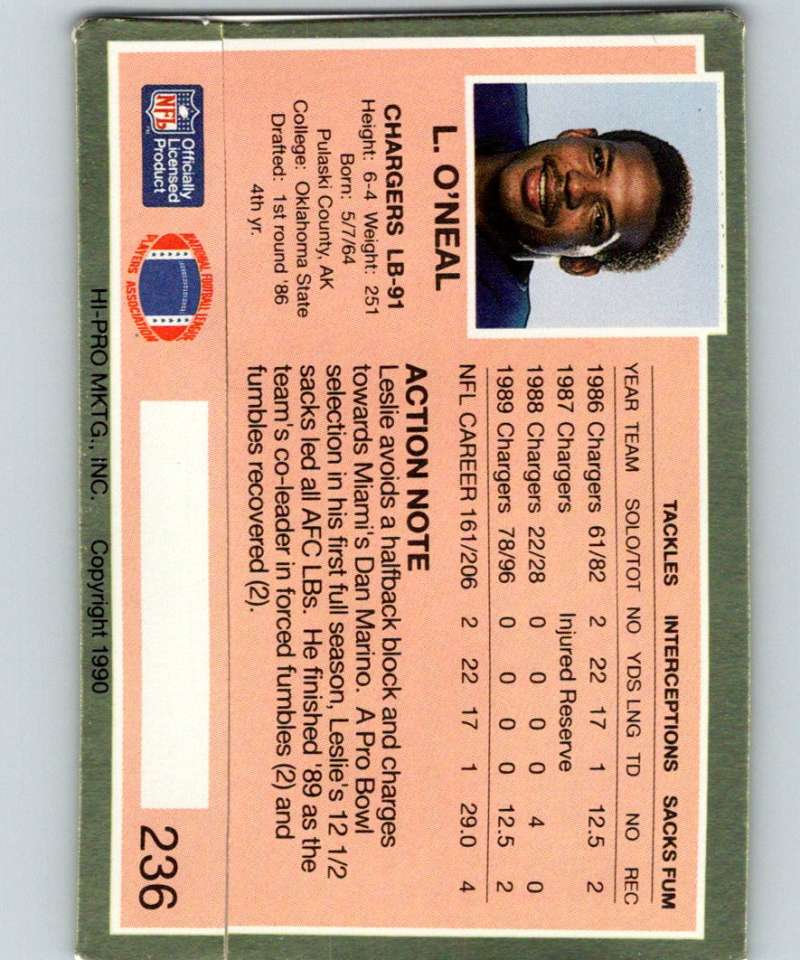 L. O'NEAL
CHARGERS LB-91
Height: 6-4 Weight: 251
Born: 5/7/64
Pulaski County, AK
College: Oklahoma State
Drafted: 1st round '86
4th yr.
NFL
TM
Officially
Licensed
Product
NATIONAL FOOTBALL LEAGUE
PLAYERS ASSOCIATION
TACKLES INTERCEPTIONS SACKS FUM
YEAR TEAM SOLO/TOT NO YDS LNG TD NO REC
1986 Chargers 61/82 2 22 17 1 12.5 2
1987 Chargers Injured Reserve
1988 Chargers 22/28 0 0 0 0 4 0
1989 Chargers 78/96 0 0 0 0 12.5 2
NFL CAREER 161/206 2 22 17 1 29.0 4
ACTION NOTE
Leslie avoids a halfback block and charges
towards Miami's Dan Marino. A Pro Bowl
selection in his first full season, Leslie's 12 1/2
sacks led all AFC LBs. He finished '89 as the
team's co-leader in forced fumbles (2) and
fumbles recovered (2).
236
HI-PRO MKTG., INC. Copyright 1990